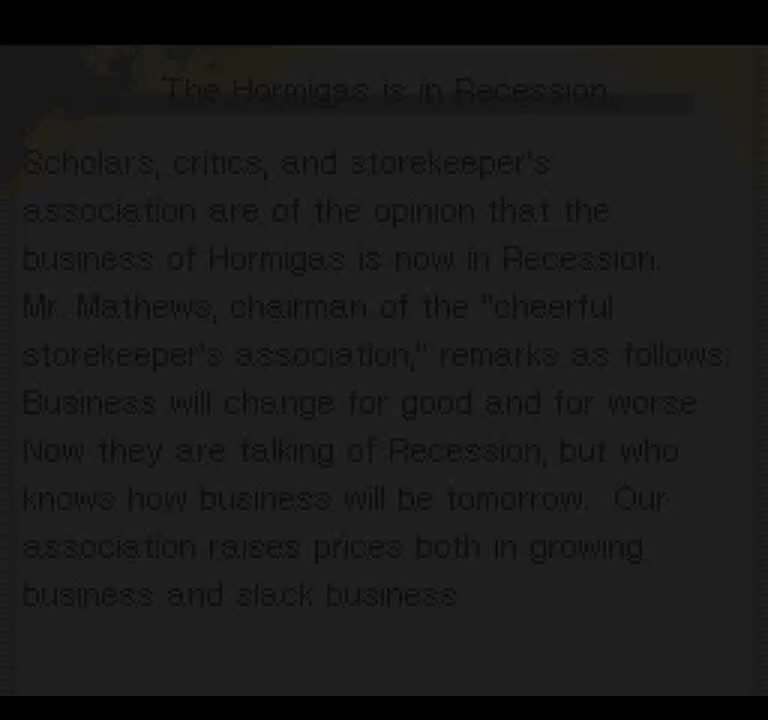 The Hormigas is in Recession.
Scholars, critics, and storekeeper's
association are of the opinion that the
business of Hormigas is now in Recession.
Mr. Mathews, chairman of the "cheerful
storekeeper's association," remarks as follows:
Business will change for good and for worse.
Now they are talking of Recession, but who
knows how business will be tomorrow. Our
association raises prices both in growing
business and slack business.